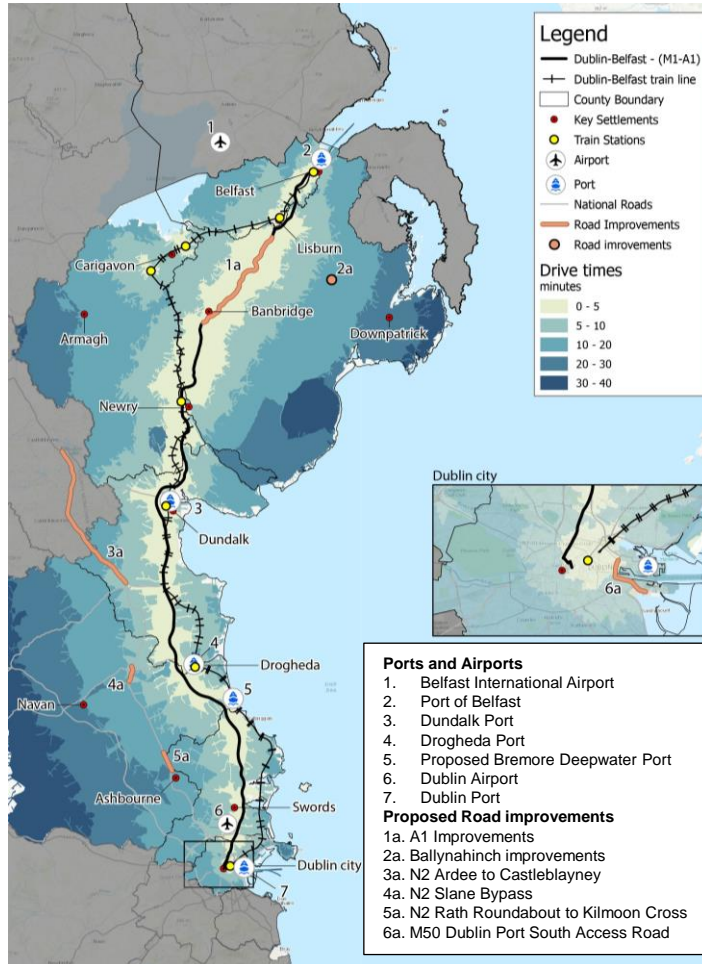 Legend
Dublin-Belfast - (M1-A1)
Dublin-Belfast train line
County Boundary
Key Settlements
Train Stations
Airport
Port
National Roads
Road Improvements
Road imrovements
Drive times
minutes
0 - 5
5 - 10
10 - 20
20 - 30
30 - 40
1
2
Belfast
Lisburn
Carigavon
1a
2a
Banbridge
Armagh
Downpatrick
Newry
3
Dundalk
3a
4
Drogheda
4a
5
Navan
5a
Ashbourne
Swords
6
Dublin city
7
Dublin city
6a
Ports and Airports
1. Belfast International Airport
2. Port of Belfast
3. Dundalk Port
4. Drogheda Port
5. Proposed Bremore Deepwater Port
6. Dublin Airport
7. Dublin Port
Proposed Road improvements
1a. A1 Improvements
2a. Ballynahinch improvements
3a. N2 Ardee to Castleblayney
4a. N2 Slane Bypass
5a. N2 Rath Roundabout to Kilmoon Cross
6a. M50 Dublin Port South Access Road